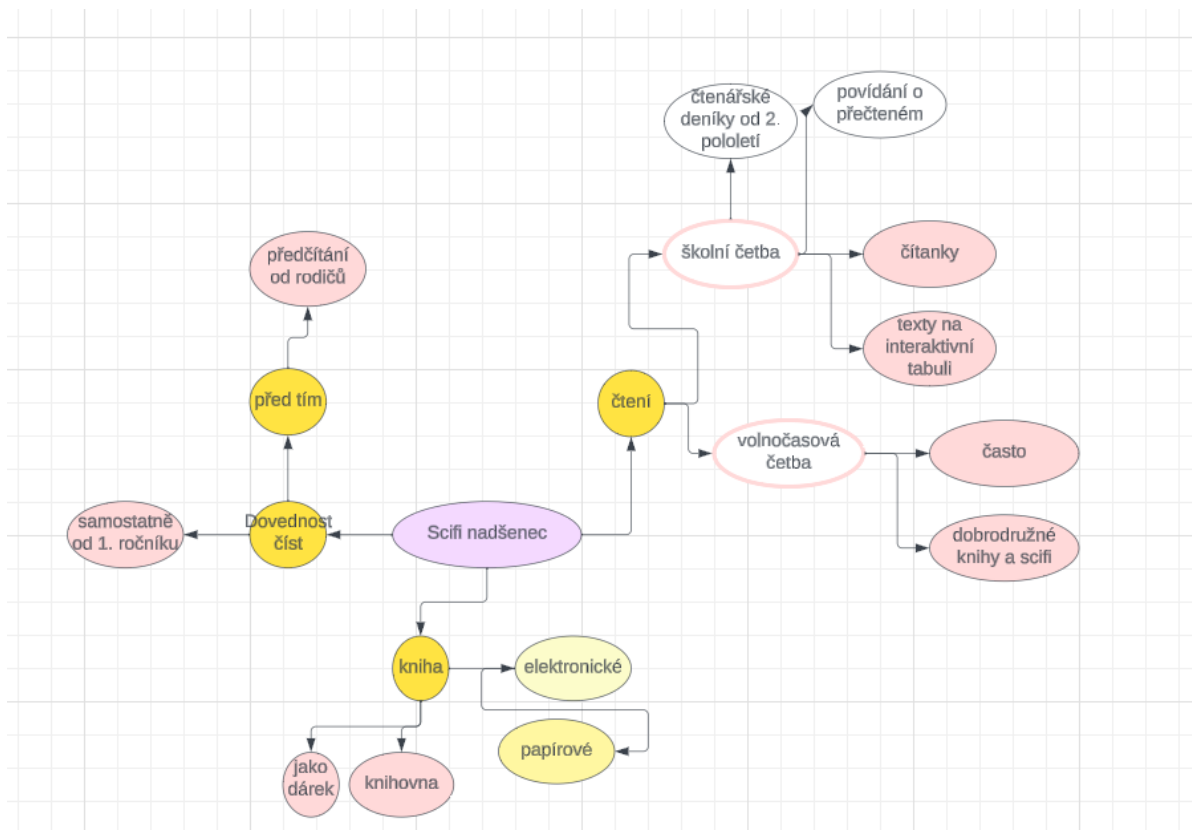 povídání o
přečteném
čtenářské
deníky od 2.
pololetí
školní četba
čítanky
předčítání
od rodičů
texty na
interaktivní
tabuli
před tím
čtení
volnočasová
četba
často
samostatně
od 1. ročníku
Dovednost
číst
Scifi nadšenec
dobrodružné
knihy a scifi
kniha
elektronické
papírové
jako
dárek
knihovna